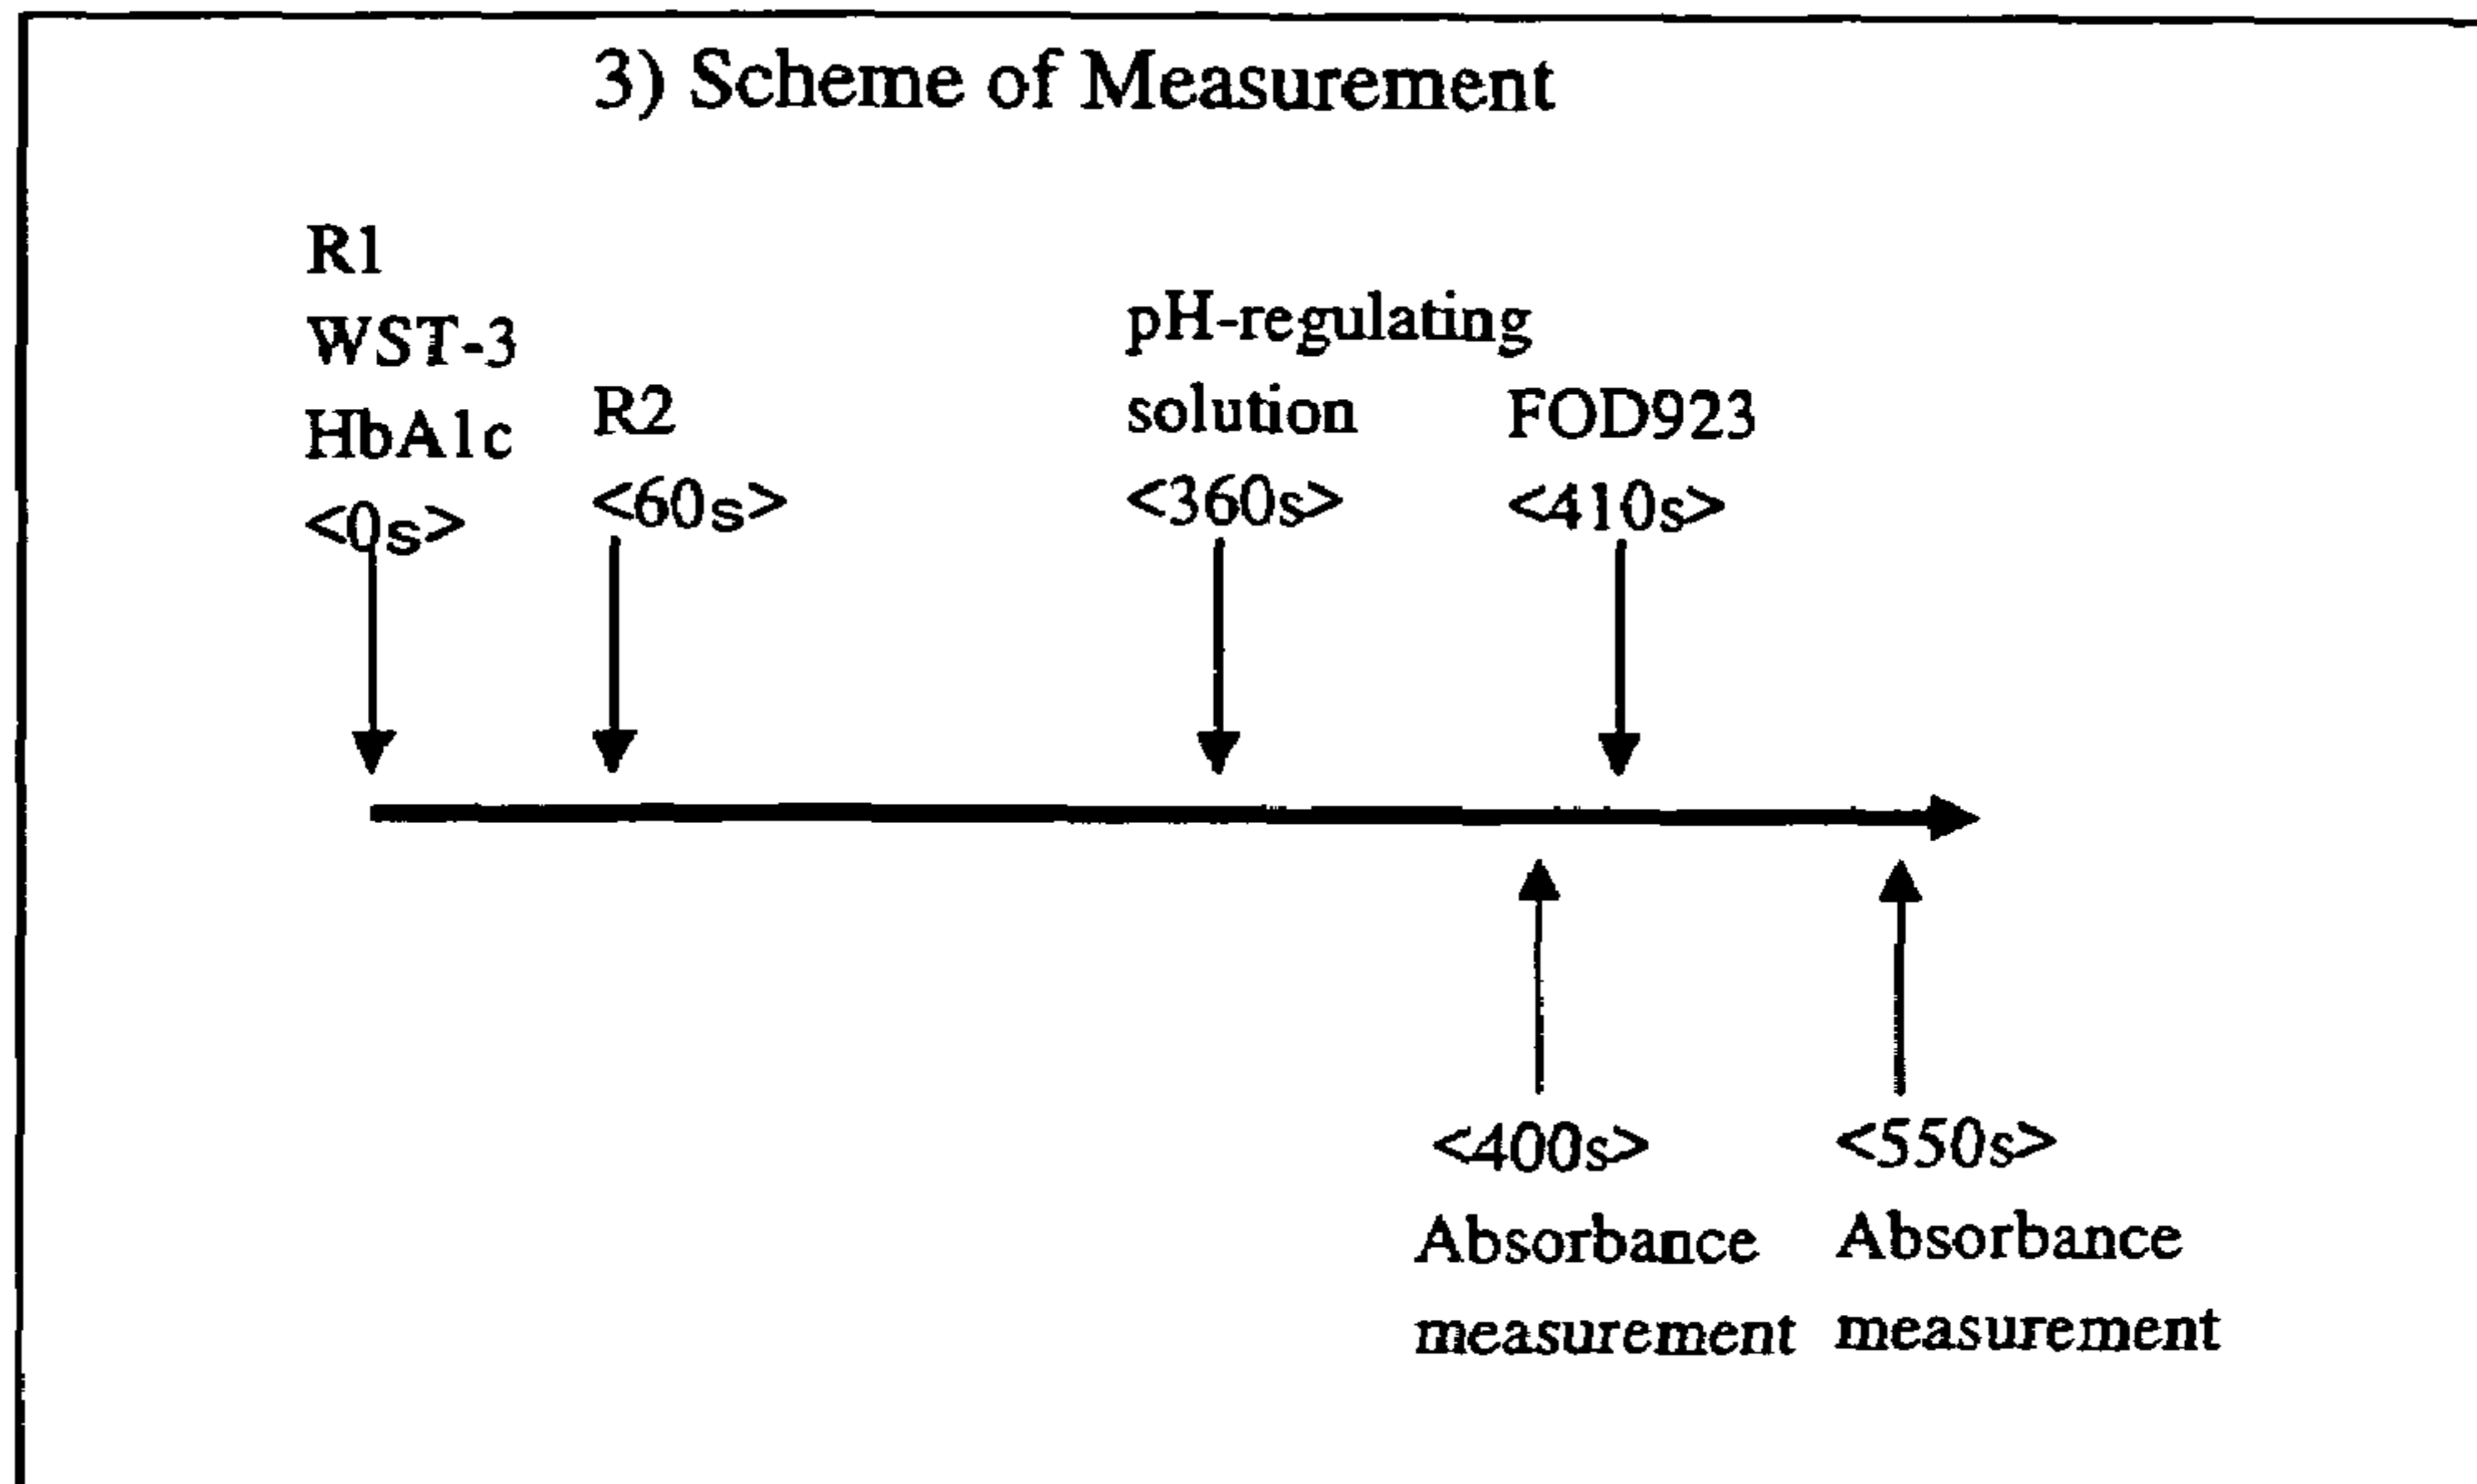 3) Scheme of Measurement
R1
WST-3
HbA1c
<0s>
R2
<60s>
pH-regulating
solution
<360s>
FOD923
<410s>
<400s>
Absorbance
measurement
<550s>
Absorbance
measurement